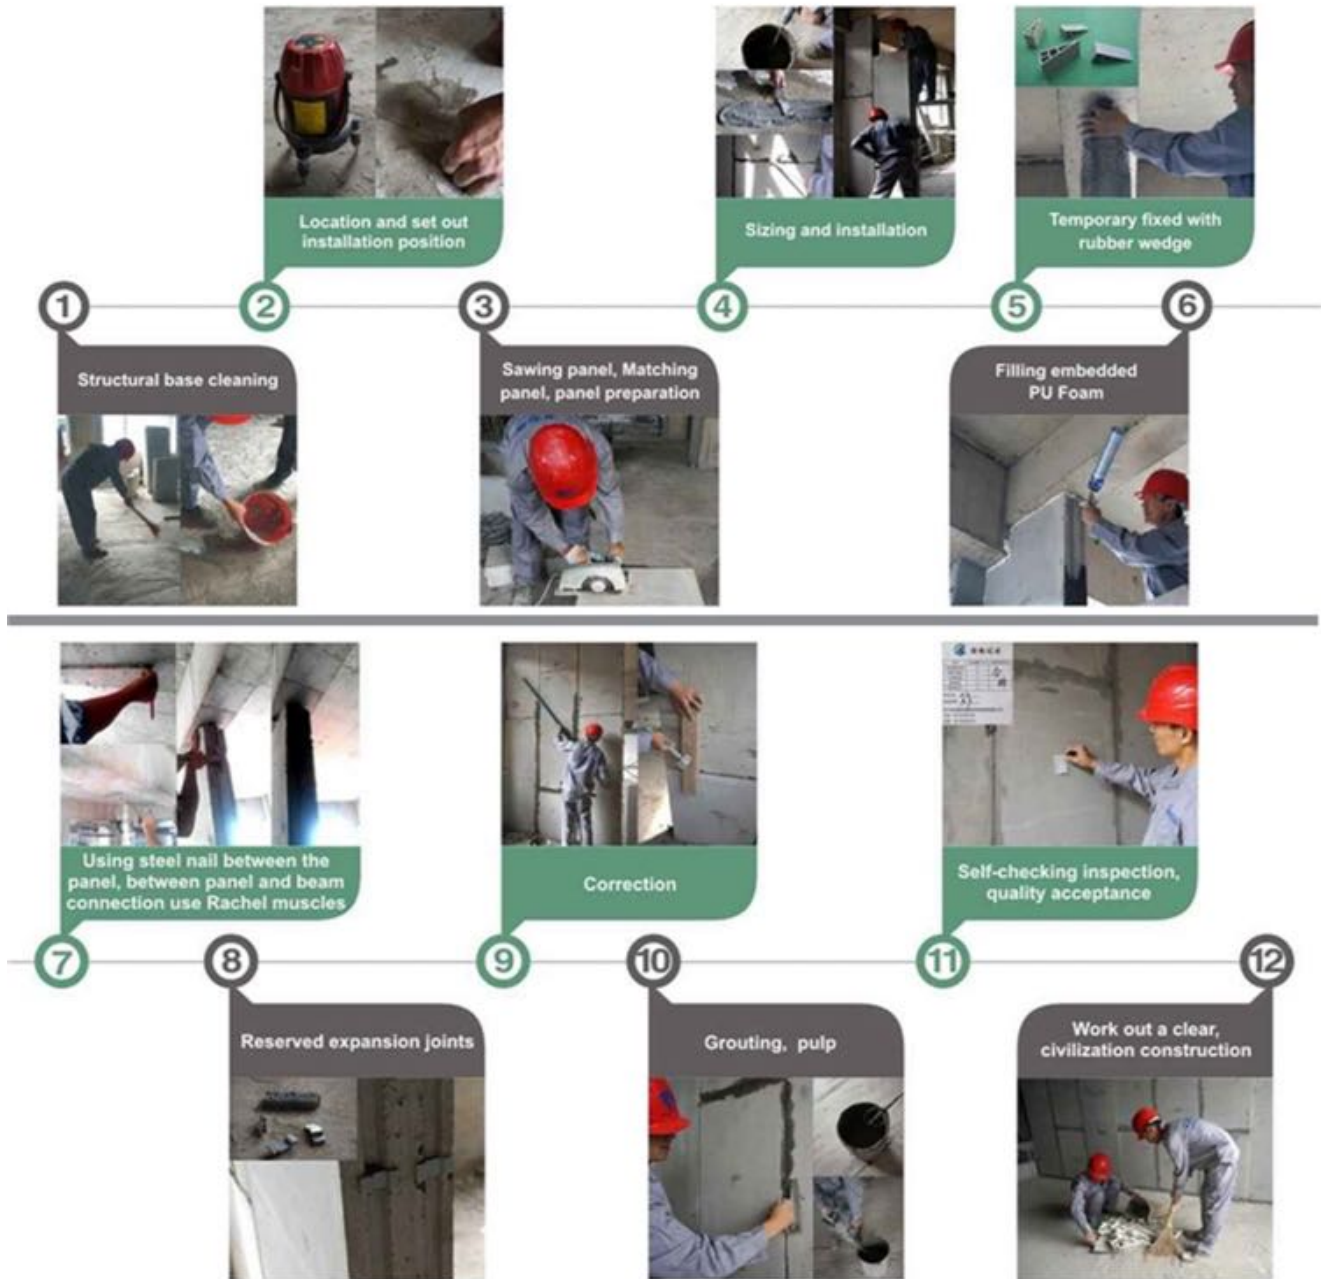 1
Structural base cleaning
2
Location and set out
installation position
3
Sawing panel, Matching
panel, panel preparation
4
Sizing and installation
5
Temporary fixed with
rubber wedge
6
Filling embedded
PU Foam
7
Using steel nail between the
panel, between panel and beam
connection use Rachel muscles
8
Reserved expansion joints
9
Correction
10
Grouting, pulp
11
Self-checking inspection,
quality acceptance
12
Work out a clear,
civilization construction